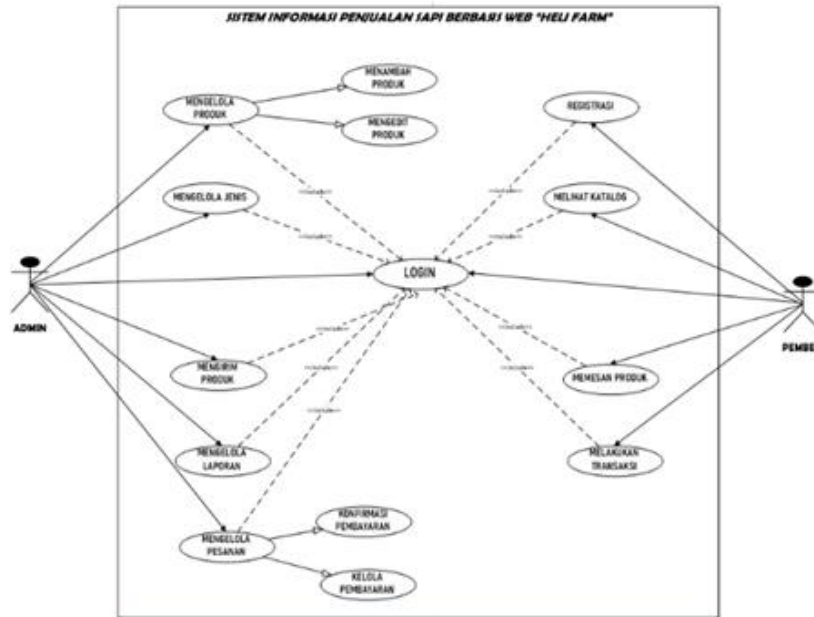 SISTEM INFORMASI PENJUALAN SAPI BERBASIS WEB "HELI FARM"
MENAMBAH
PRODUK
MENGELOLA
PRODUK
MENGEDIT
PRODUK
REGISTRASI
MENGELOLA JENIS
MELIHAT KATALOG
LOGIN
ADMIN
PEMBE
MENGIRIM
PRODUK
MEMESAN PRODUK
MENGELOLA
LAPORAN
MELAKUKAN
TRANSAKSI
KONFIRMASI
PEMBAYARAN
MENGELOLA
PESANAN
KELOLA
PEMBAYARAN